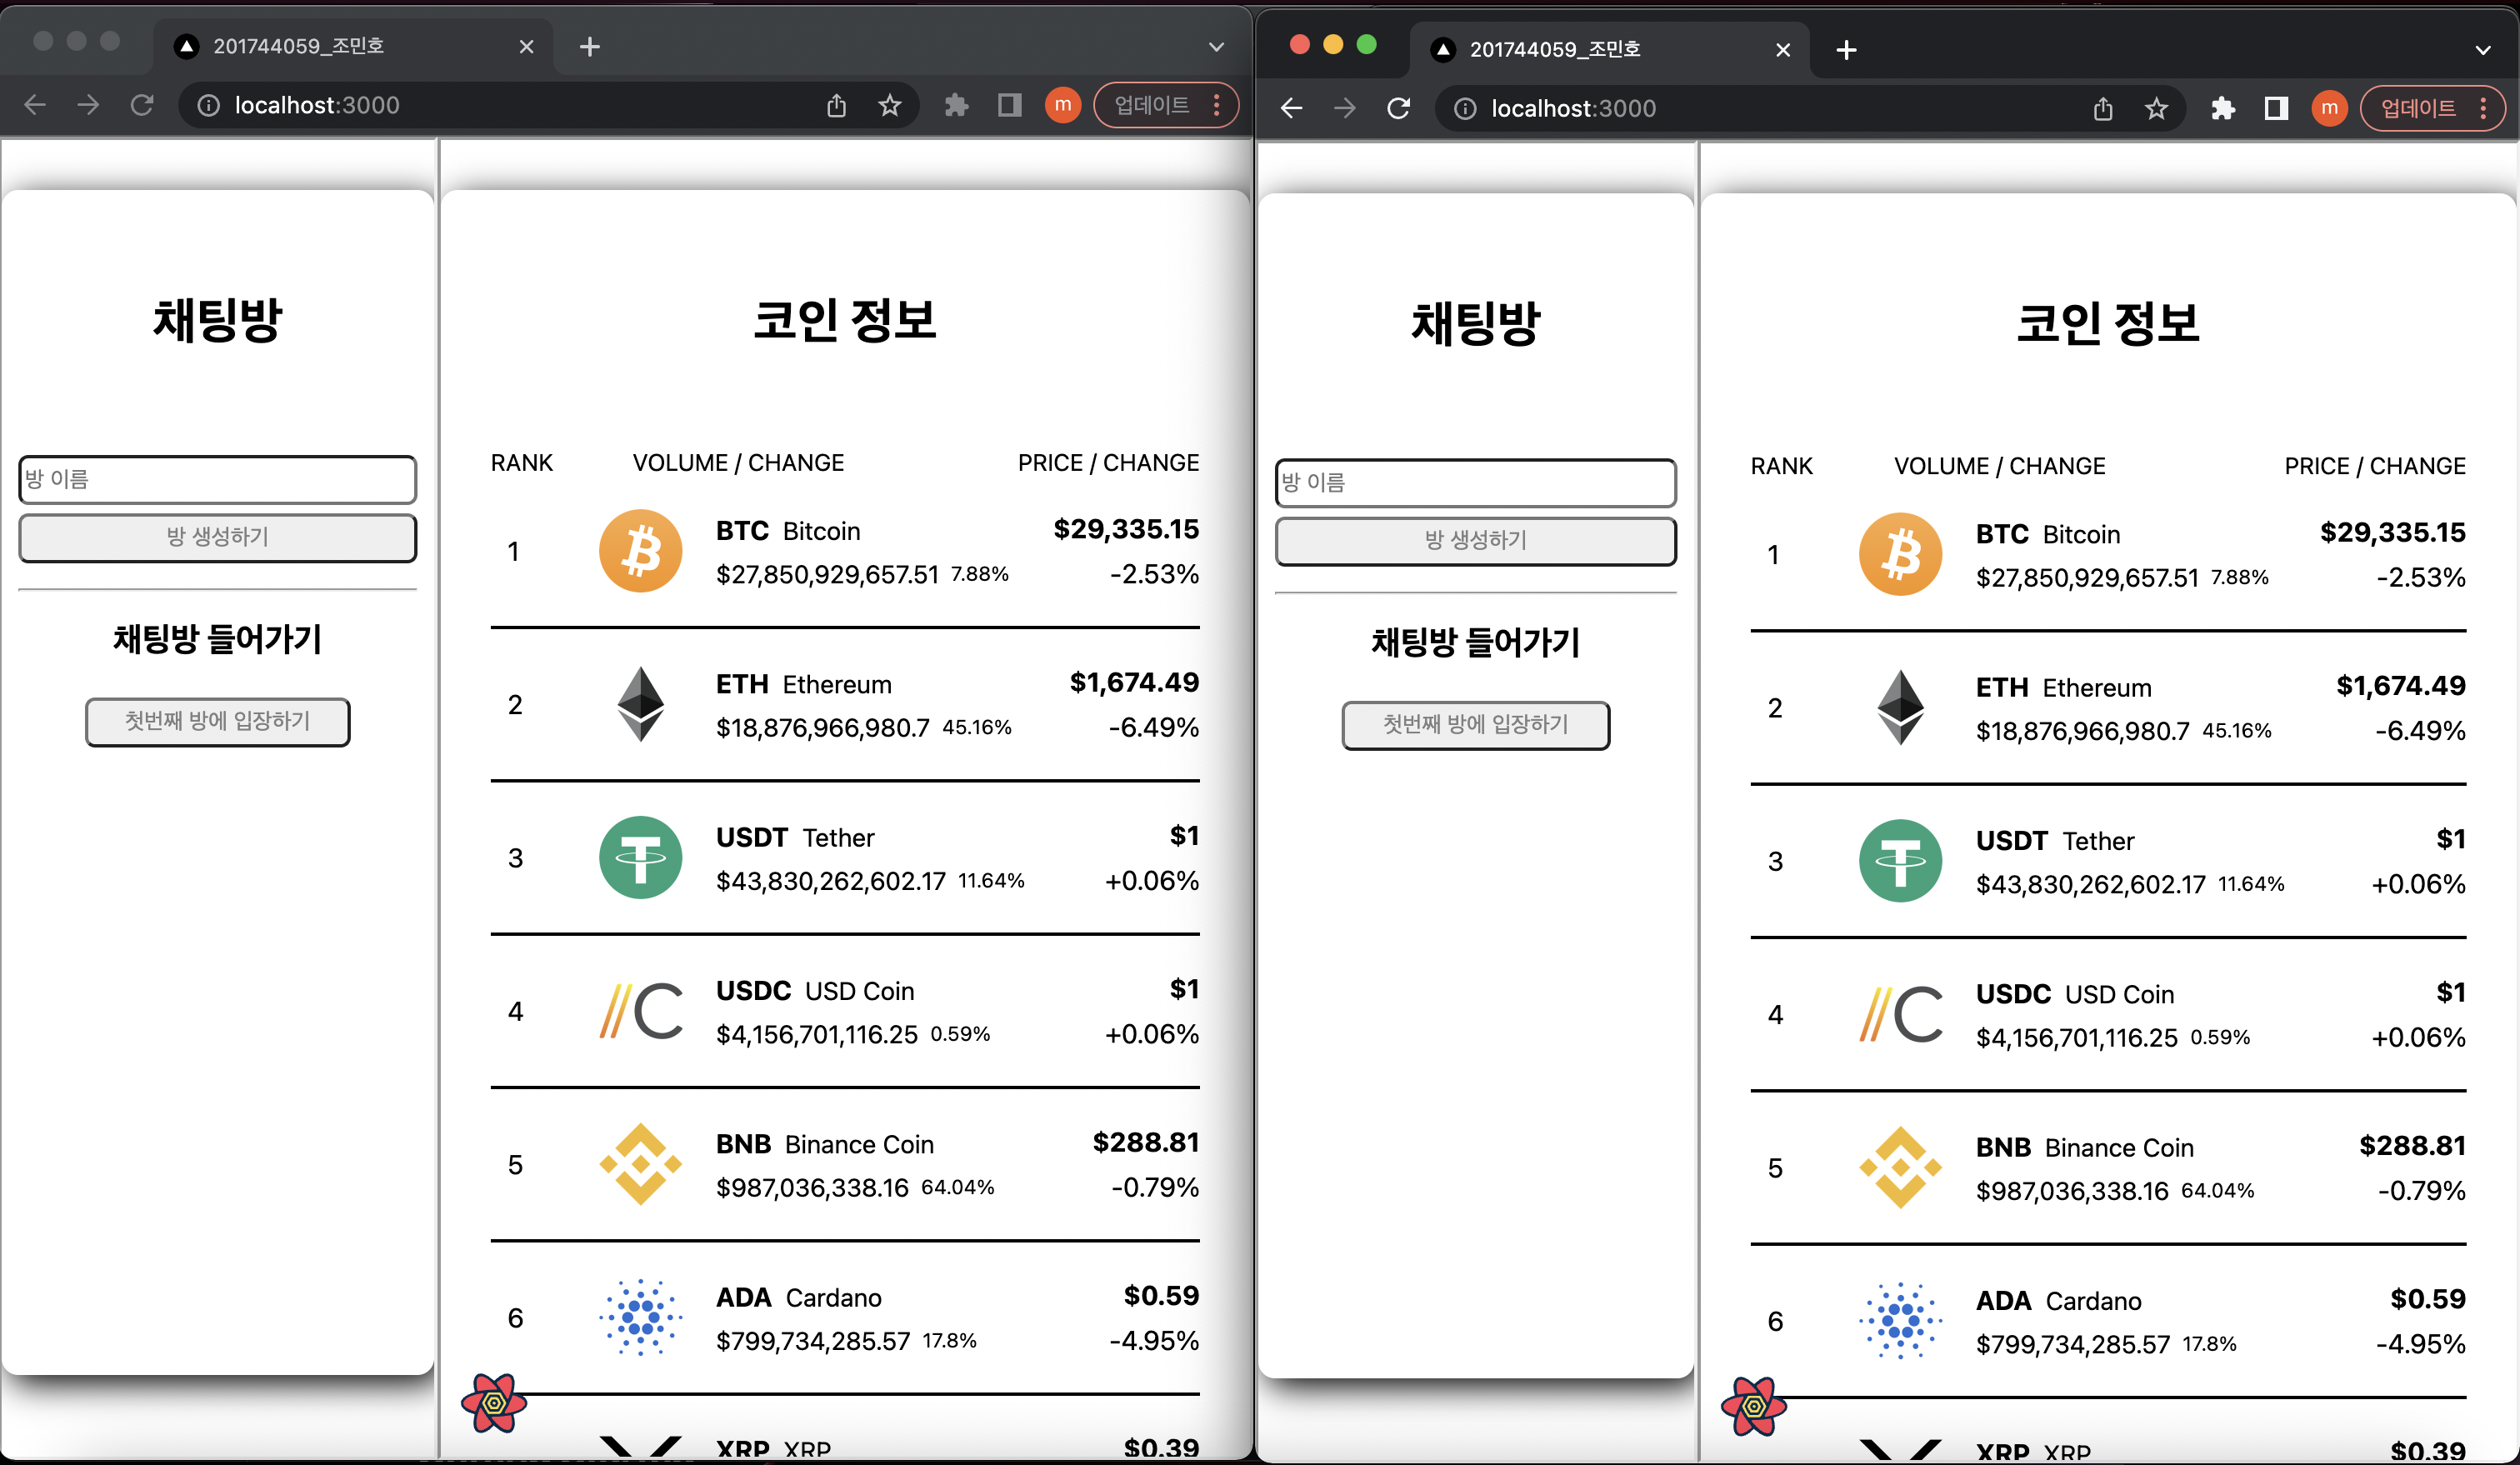 201744059_조민호
localhost:3000
m
업데이트
채팅방
방 이름
방 생성하기
채팅방 들어가기
첫번째 방에 입장하기
코인 정보
RANK VOLUME / CHANGE PRICE / CHANGE
1 BTC Bitcoin $29,335.15
$27,850,929,657.51 7.88% -2.53%
2 ETH Ethereum $1,674.49
$18,876,966,980.7 45.16% -6.49%
3 USDT Tether $1
$43,830,262,602.17 11.64% +0.06%
4 USDC USD Coin $1
$4,156,701,116.25 0.59% +0.06%
5 BNB Binance Coin $288.81
$987,036,338.16 64.04% -0.79%
6 ADA Cardano $0.59
$799,734,285.57 17.8% -4.95%
XRP XRP $0.39
201744059_조민호
localhost:3000
m
업데이트
채팅방
방 이름
방 생성하기
채팅방 들어가기
첫번째 방에 입장하기
코인 정보
RANK VOLUME / CHANGE PRICE / CHANGE
1 BTC Bitcoin $29,335.15
$27,850,929,657.51 7.88% -2.53%
2 ETH Ethereum $1,674.49
$18,876,966,980.7 45.16% -6.49%
3 USDT Tether $1
$43,830,262,602.17 11.64% +0.06%
4 USDC USD Coin $1
$4,156,701,116.25 0.59% +0.06%
5 BNB Binance Coin $288.81
$987,036,338.16 64.04% -0.79%
6 ADA Cardano $0.59
$799,734,285.57 17.8% -4.95%
XRP XRP $0.39